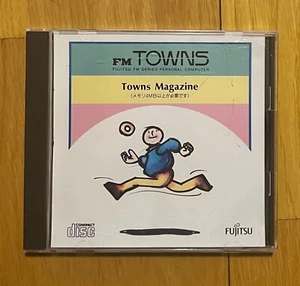 FM TOWNS
FUJITSU FM SERIES PERSONAL COMPUTER
Towns Magazine
(メモリ4MB以上が必要です)
COMPACT
disc
FUJITSU